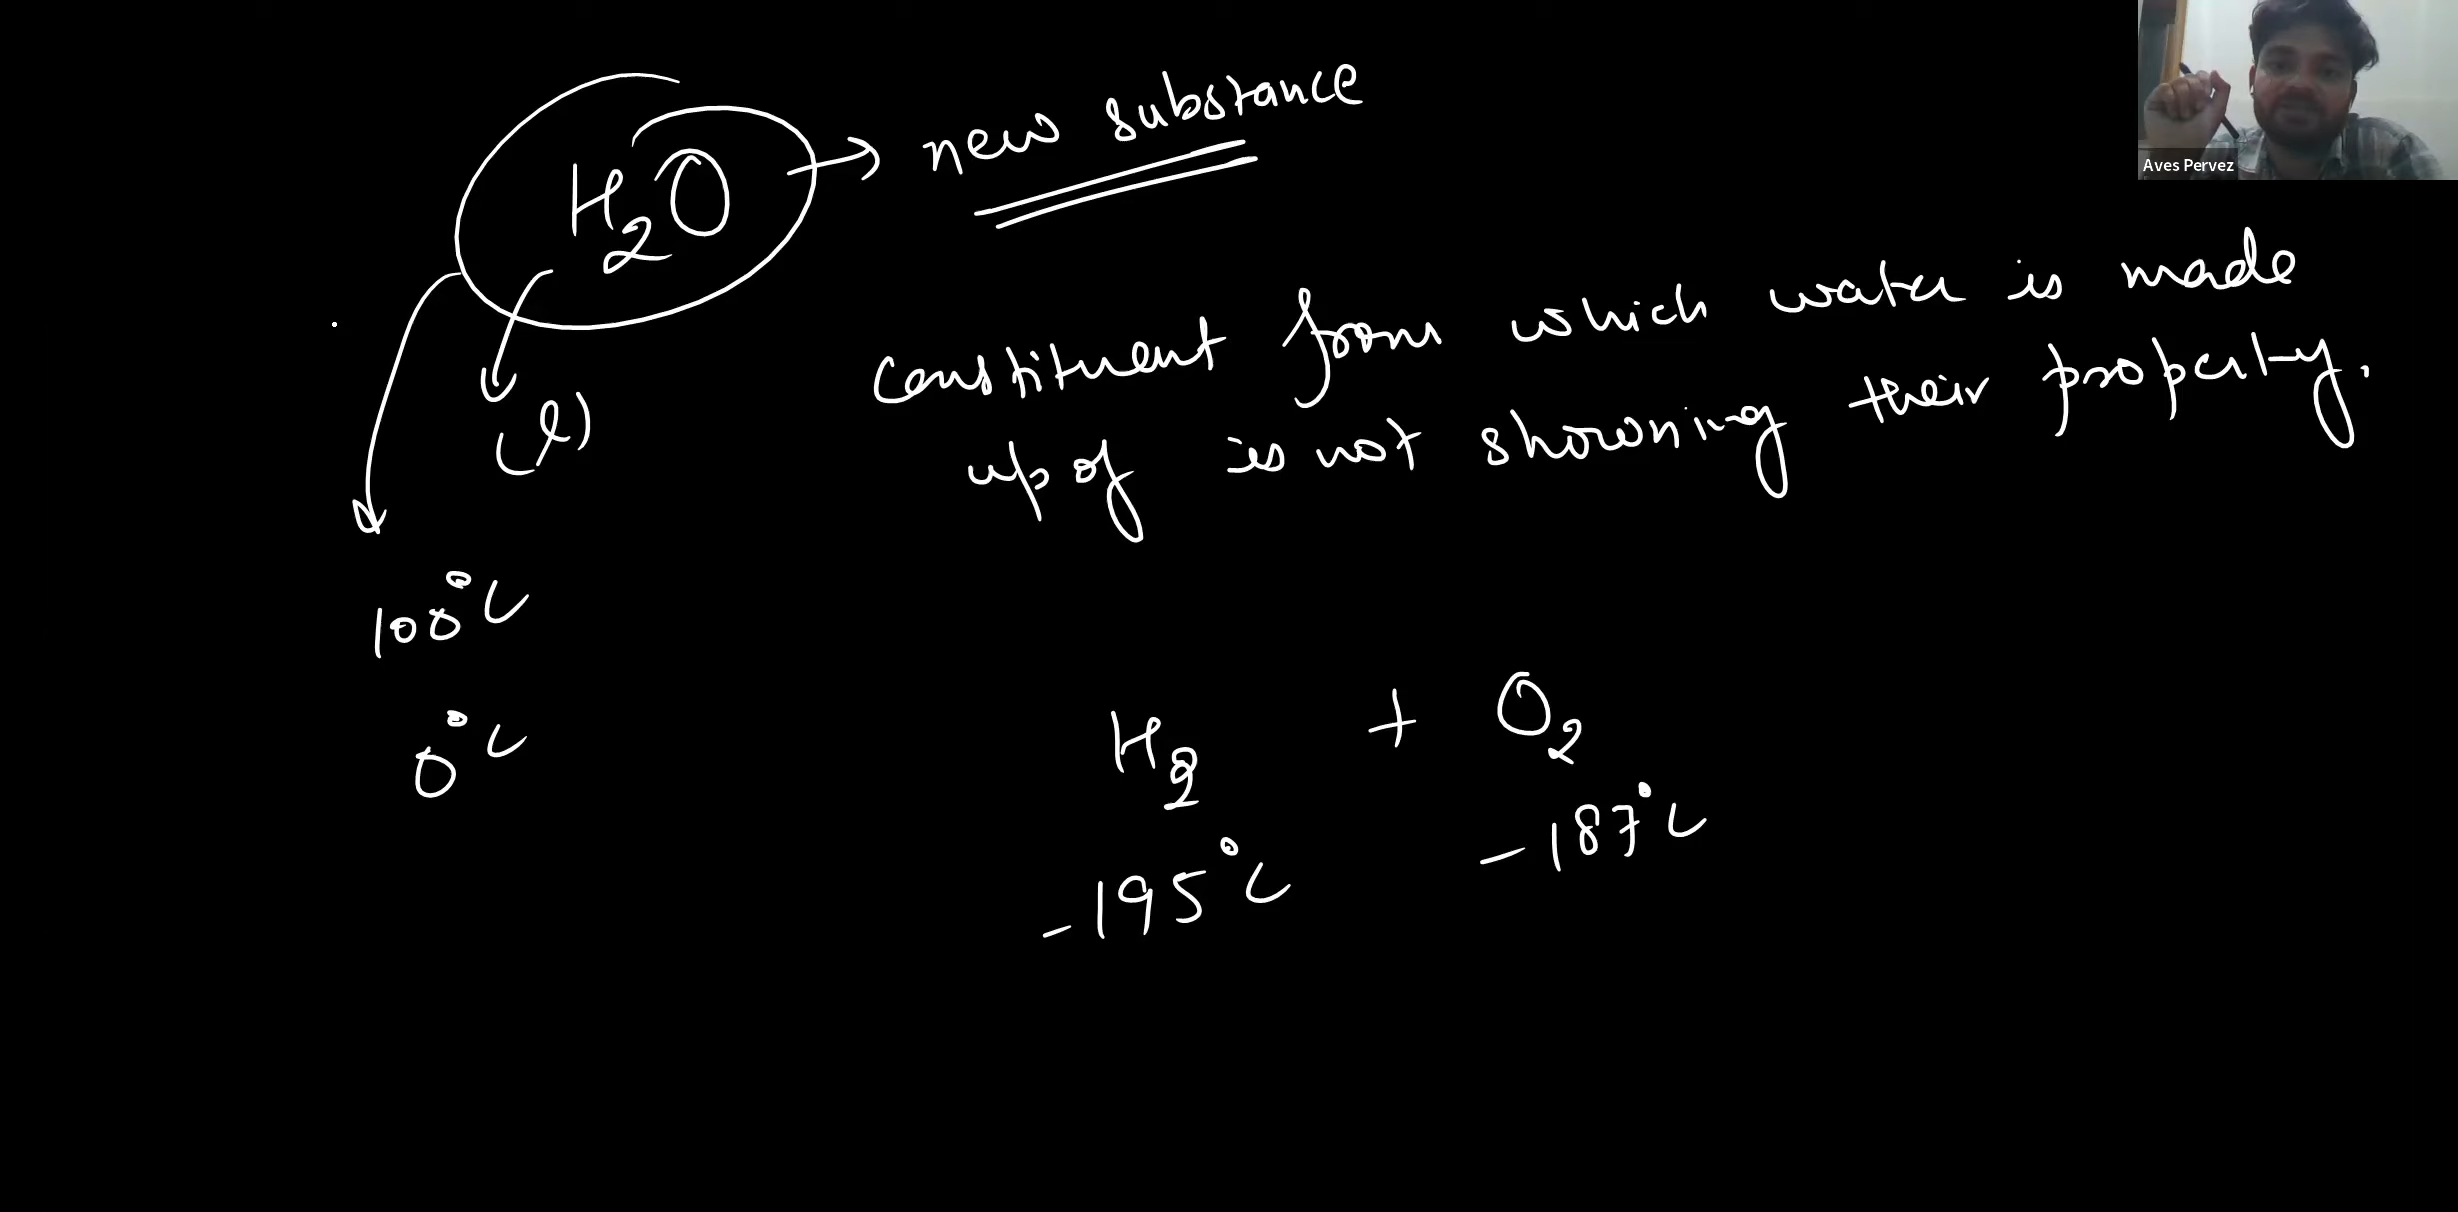 H₂O → new substance
Aves Pervez
(l)
constituent from which water is made
up of is not showning their property.
100°C
0°C
H₂ + O₂
-195°C -187°C